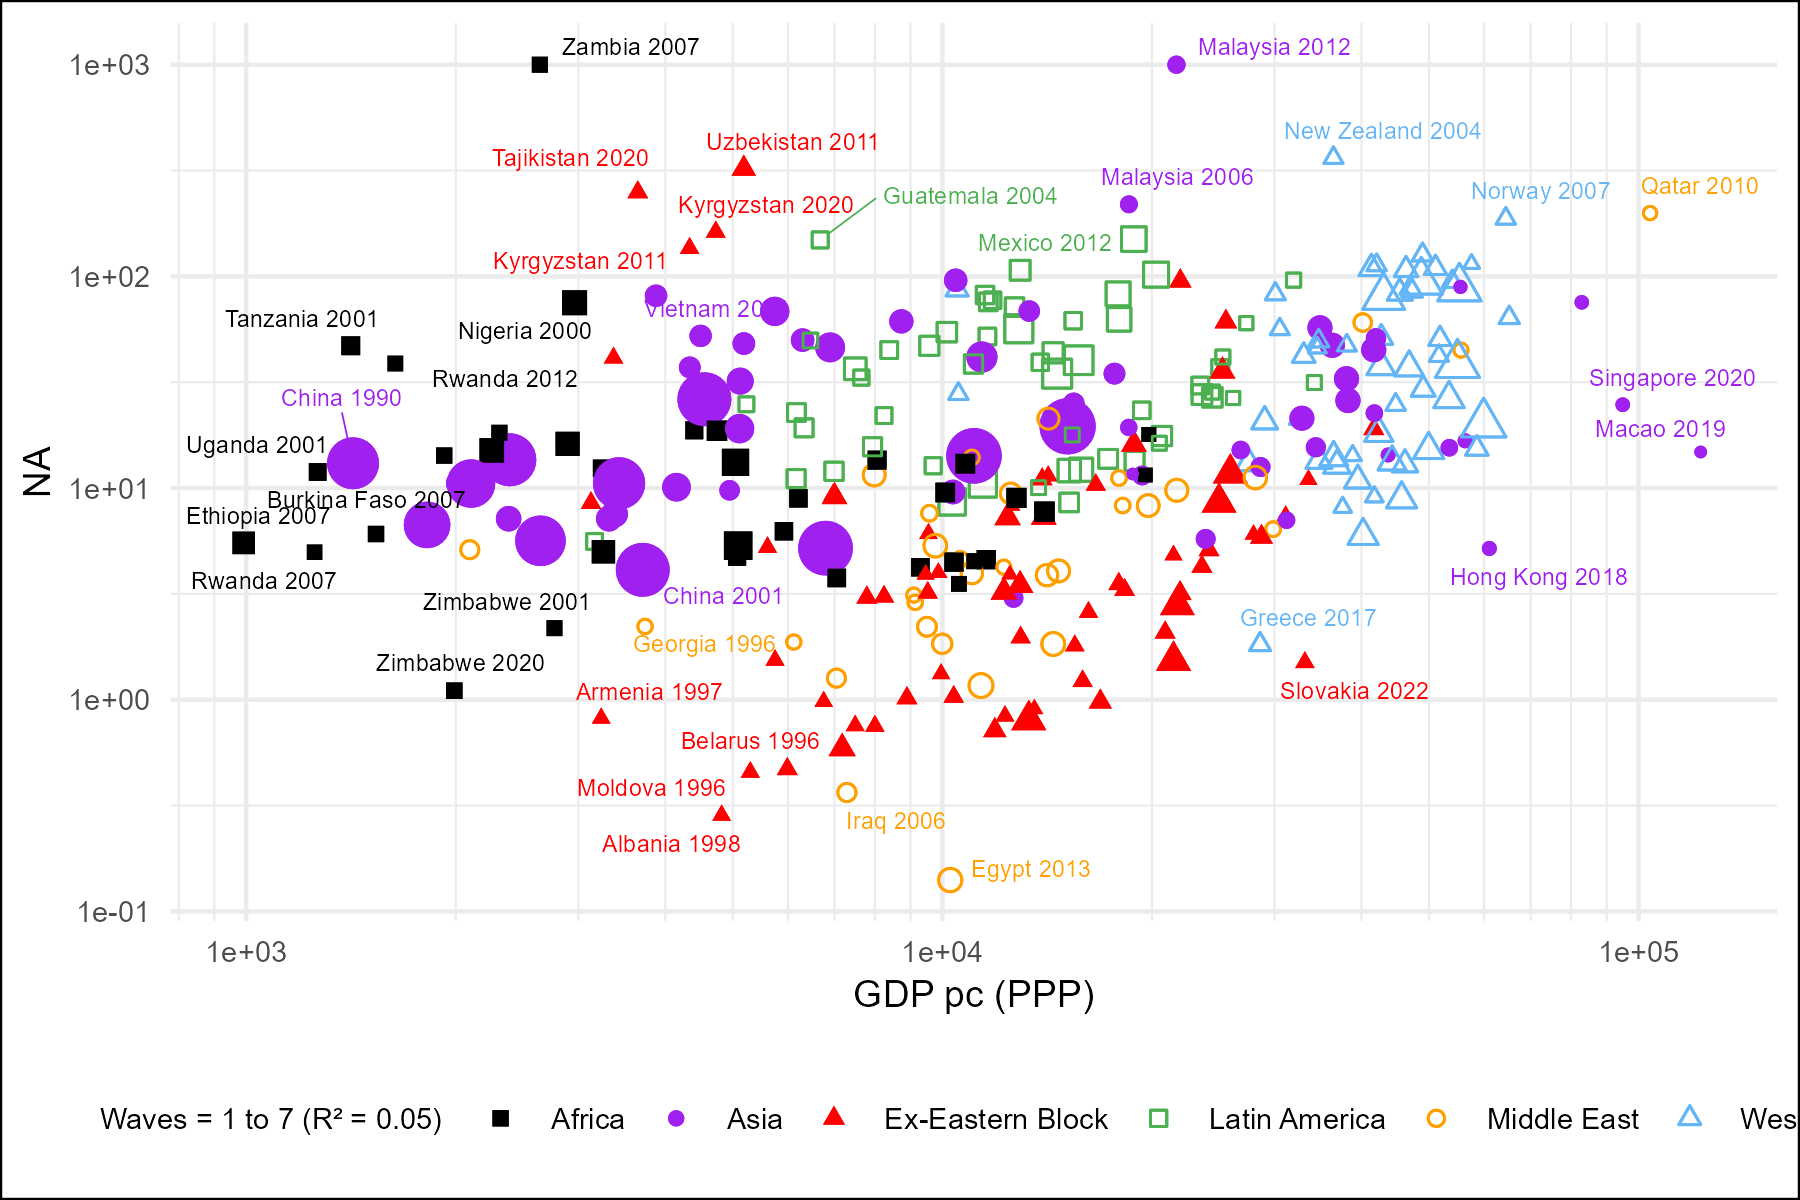 Zambia 2007
Malaysia 2012
1e+03
New Zealand 2004
Uzbekistan 2011
Tajikistan 2020
Malaysia 2006
Qatar 2010
Norway 2007
Guatemala 2004
Kyrgyzstan 2020
Mexico 2012
Kyrgyzstan 2011
1e+02
Vietnam 20
Tanzania 2001
Nigeria 2000
Rwanda 2012
Singapore 2020
China 1990
Macao 2019
Uganda 2001
NA
1e+01
Burkina Faso 2007
Ethiopia 2007
Rwanda 2007
Hong Kong 2018
China 2001
Zimbabwe 2001
Greece 2017
Georgia 1996
Zimbabwe 2020
Armenia 1997
Slovakia 2022
1e+00
Belarus 1996
Moldova 1996
Iraq 2006
Albania 1998
Egypt 2013
1e-01
1e+03 1e+04 1e+05
GDP pc (PPP)
Waves = 1 to 7 (R² = 0.05) Africa Asia Ex-Eastern Block Latin America Middle East Wes